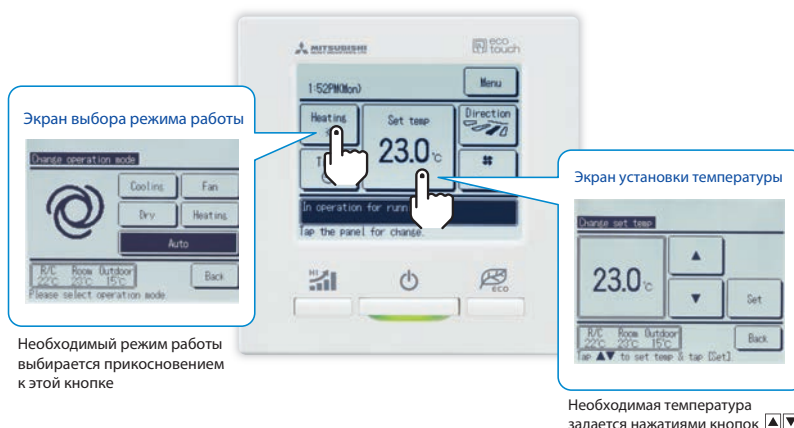 MITSUBISHI
eco
touch
1:52PM(Mon)
Menu
Heating
Set temp
Direction
23.0°C
T
In operation for runn
Tap the panel for change.
HI
ECO
Экран выбора режима работы
Change operation mode
Cooling
Fan
Dry
Heating
Auto
R/C Room Outdoor
22°C 23°C 15°C
Back
Please select operation mode
Необходимый режим работы
выбирается прикосновением
к этой кнопке
Экран установки температуры
Change set temp
23.0°C
▲
▼
Set
R/C Room Outdoor
22°C 23°C 15°C
Back
Tap ▲▼ to set temp & tap [Set].
Необходимая температура
задается нажатиями кнопок ▲▼